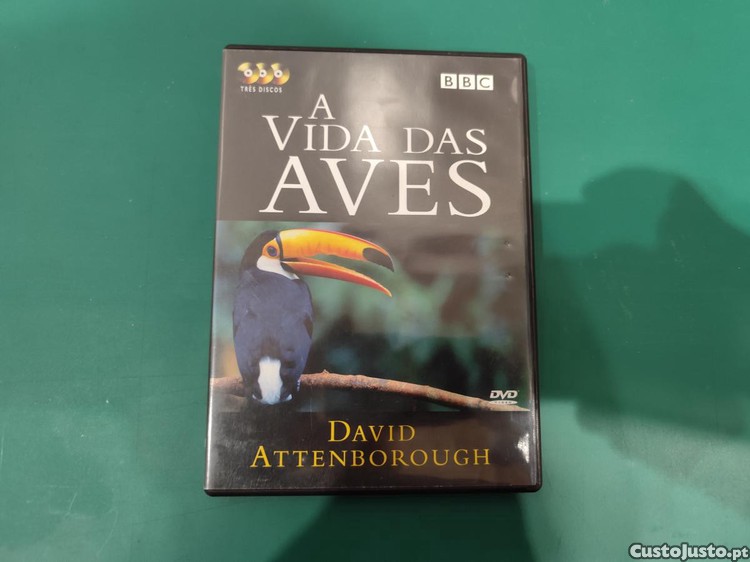 TRÊS DISCOS
BBC
A
VIDA DAS
AVES
DVD
DAVID
ATTENBOROUGH
CustoJusto.pt